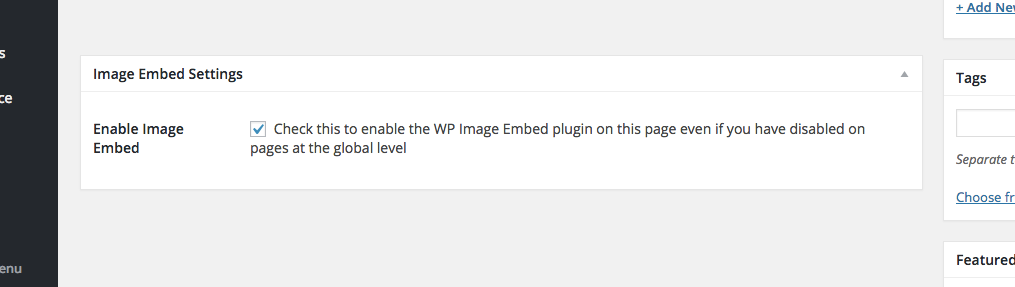 + Add New
s
Image Embed Settings
Tags
ce
Enable Image
Embed
Check this to enable the WP Image Embed plugin on this page even if you have disabled on
pages at the global level
Separate t
Choose fr
Featured
enu